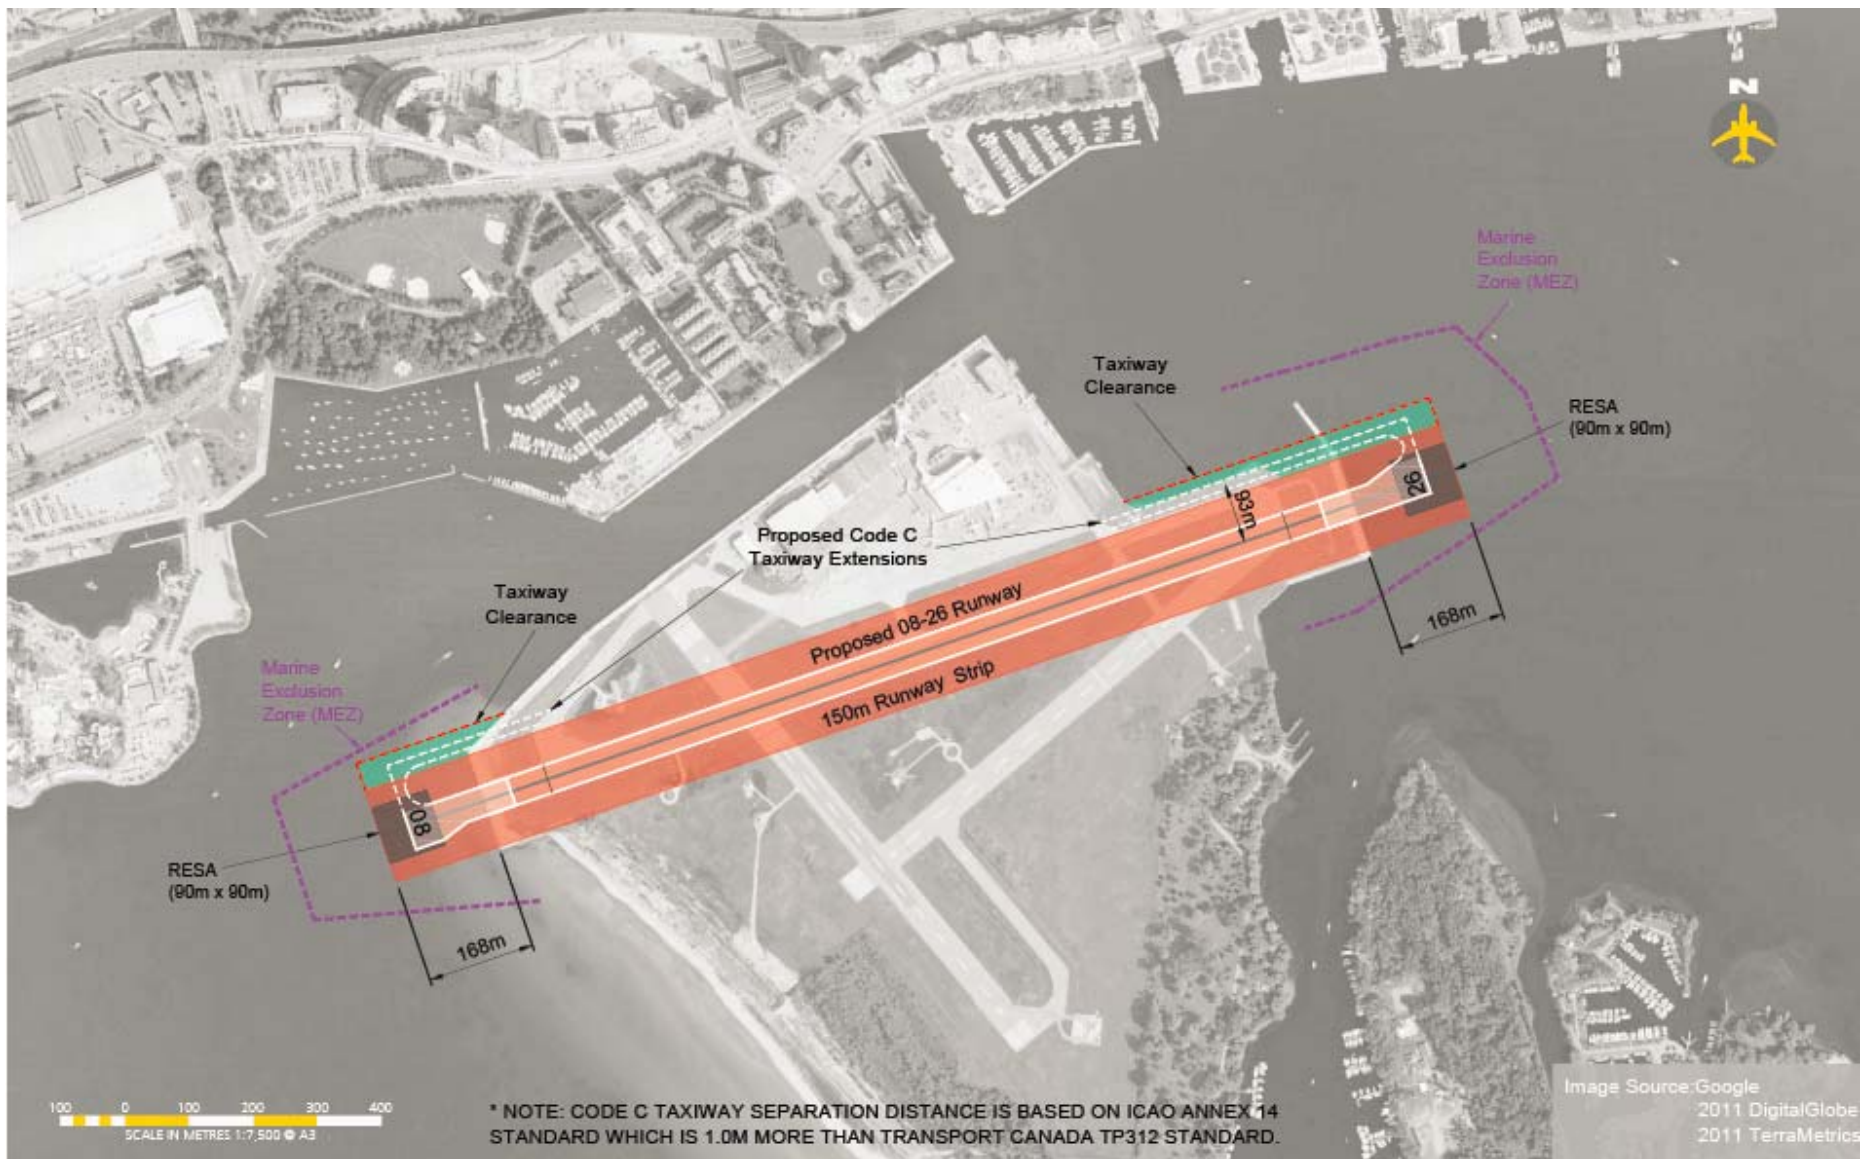 N
Marine
Exclusion
Zone (MEZ)
Taxiway
Clearance
RESA
(90m x 90m)
26
93m
Proposed Code C
Taxiway Extensions
168m
Taxiway
Clearance
Proposed 08-26 Runway
150m Runway Strip
Marine
Exclusion
Zone (MEZ)
08
RESA
(90m x 90m)
168m
100 0 100 200 300 400
SCALE IN METRES 1:7,500 @ A3
* NOTE: CODE C TAXIWAY SEPARATION DISTANCE IS BASED ON ICAO ANNEX 14
STANDARD WHICH IS 1.0M MORE THAN TRANSPORT CANADA TP312 STANDARD.
Image Source:Google
2011 DigitalGlobe
2011 TerraMetrics